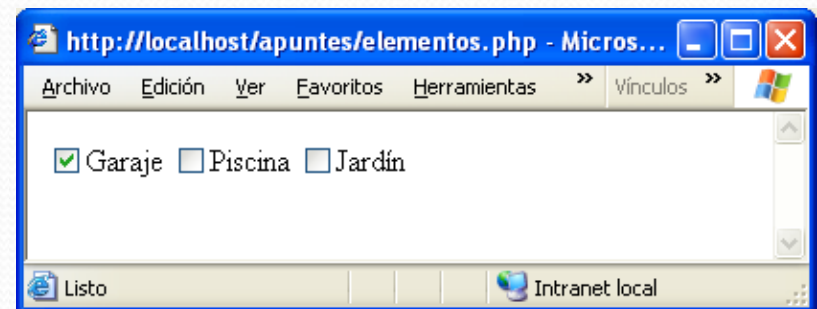 http://localhost/apuntes/elementos.php - Micros...
Archivo Edición Ver Favoritos Herramientas » Vínculos »
Garaje Piscina Jardín
Listo Intranet local